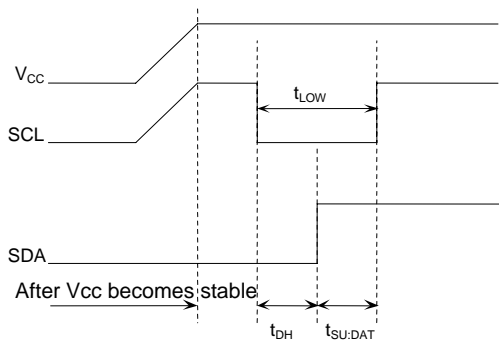 VCC
tLOW
SCL
SDA
After Vcc becomes stable
tDH
tSU:DAT